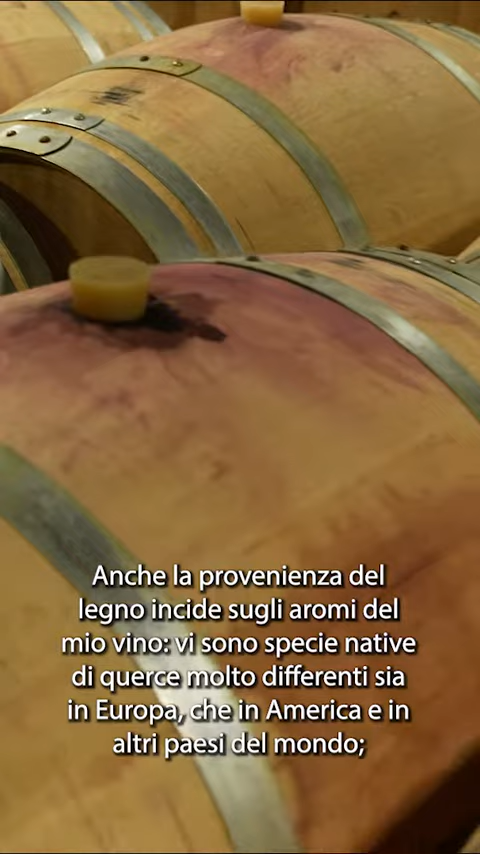 Anche la provenienza del
legno incide sugli aromi del
mio vino: vi sono specie native
di querce molto differenti sia
in Europa, che in America e in
altri paesi del mondo;